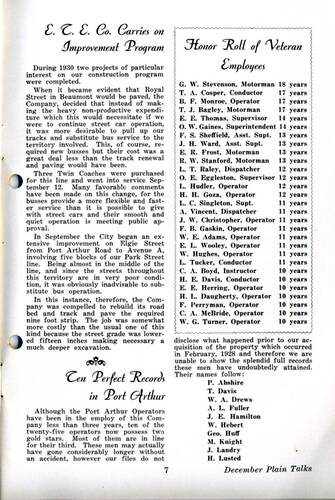 E. T. E. Co. Carries on
Improvement Program
During 1930 two projects of particular
interest on our construction program
were completed.
When it became evident that Royal
Street in Beaumont would be paved, the
Company, decided that instead of mak-
ing the heavy non-productive expendi-
ture which this would necessitate if we
were to continue street car operation, it
was more desirable to pull up our
tracks and substitute bus service to the
territory involved. This, of course, re-
quired new busses but their cost was a
great deal less than the track renewal
and paving would have been.
Three Twin Coaches were purchased
for this line and went into service Sep-
tember 12. Many favorable comments
have been made on this change, for the
busses provide a more flexible and fast-
er service than it is possible to give
with street cars and their smooth and
quiet operation is meeting public ap-
proval.
In September the City began an ex-
tensive improvement on Elgie Street
from Port Arthur Road to Avenue A,
involving five blocks of our Park Street
line. Being almost in the middle of the
line, and since the streets throughout
this territory are in very poor condi-
tion, it was obviously inadvisable to sub-
stitute bus operation.
In this instance, therefore, the Com-
pany was compelled to rebuild its road
bed and track and pave the required
nine foot strip. The job was somewhat
more costly than the usual one of this
kind because the street grade was lower-
ed fifteen inches making necessary a
much deeper excavation.
Ten Perfect Records
in Port Arthur
Although the Port Arthur Operators
have been in the employ of this Com-
pany less than three years, ten of the
twenty-five operators now possess two
gold stars. Most of them are in line
for their third. These men may actually
have gone considerably longer without
an accident, however our files do not
Honor Roll of Veteran
Employees
G. W. Stevenson, Motorman 18 years
T. A. Cosper, Conductor 17 years
B. F. Monroe, Operator 17 years
T. J. Bagley, Motorman 17 years
E. E. Thomas, Supervisor 14 years
O. W. Gaines, Superintendent 14 years
F. S. Sheffield, Asst. Supt. 13 years
J. H. Ward, Asst. Supt. 13 years
E. R. Frost, Motorman 13 years
R. W. Stanford, Motorman 13 years
L. T. Raley, Dispatcher 12 years
O. E. Eggleston, Supervisor 12 years
L. Hudler, Operator 12 years
H. H. Goza, Operator 12 years
L. C. Singleton, Supt. 11 years
A. Vincent, Dispatcher 11 years
J. W. Christopher, Operator 11 years
F. B. Gaskin, Operator 11 years
W. E. Adams, Operator 11 years
E. L. Wooley, Operator 11 years
W. Hughes, Operator 11 years
L. Tucker, Conductor 11 years
C. A. Boyd, Instructor 10 years
H. E. Davis, Conductor 10 years
E. E. Herring, Operator 10 years
H. L. Daugherty, Operator 10 years
F. Perryman, Operator 10 years
C. A. McBride, Operator 10 years
W. G. Turner, Operator 10 years
disclose what happened prior to our ac-
quisition of the property which occurred
in February, 1928 and therefore we are
unable to show the splendid full records
these men have undoubtedly attained.
Their names follow:
P. Abshire
T. Davis
W. A. Drews
A. L. Fuller
J. E. Hamilton
W. Hebert
Geo. Huff
M. Knight
J. Landry
H. Lusted
7
December Plain Talks